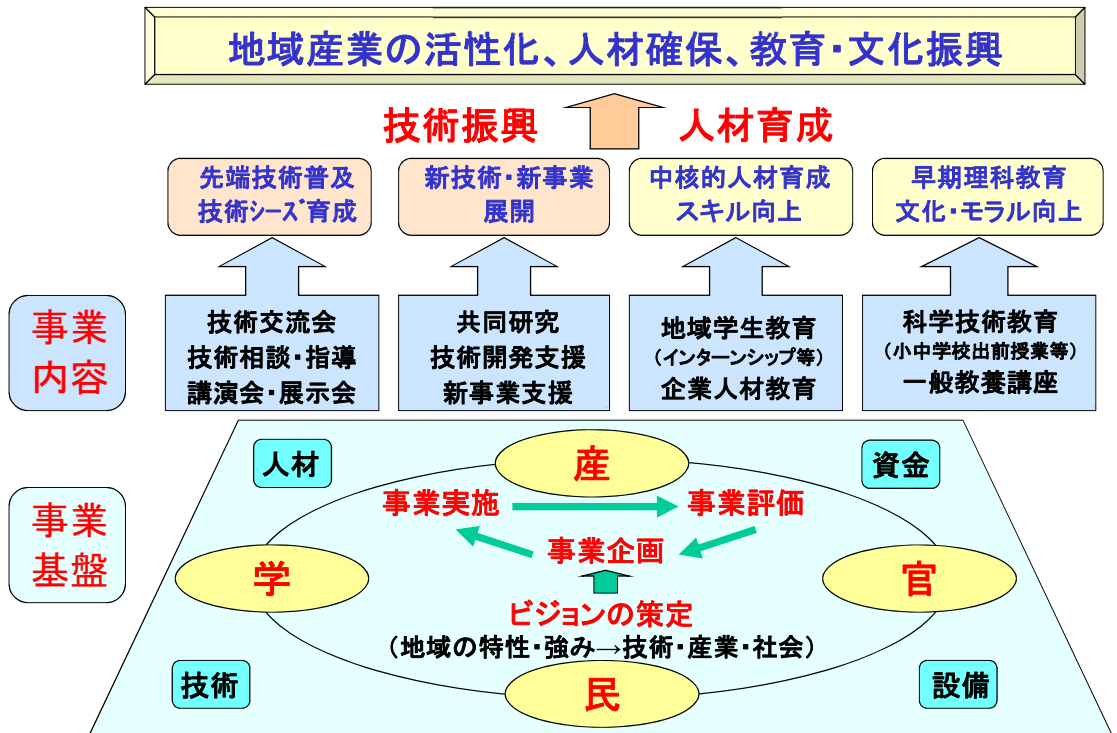 地域産業の活性化、人材確保、教育・文化振興
技術振興
人材育成
先端技術普及
技術ｼｰｽﾞ育成
新技術・新事業
展開
中核的人材育成
スキル向上
早期理科教育
文化・モラル向上
事業
内容
技術交流会
技術相談・指導
講演会・展示会
共同研究
技術開発支援
新事業支援
地域学生教育
（インターンシップ等）
企業人材教育
科学技術教育
（小中学校出前授業等）
一般教養講座
事業
基盤
人材
産
資金
事業実施
事業評価
事業企画
学
官
ビジョンの策定
（地域の特性・強み→技術・産業・社会）
技術
民
設備